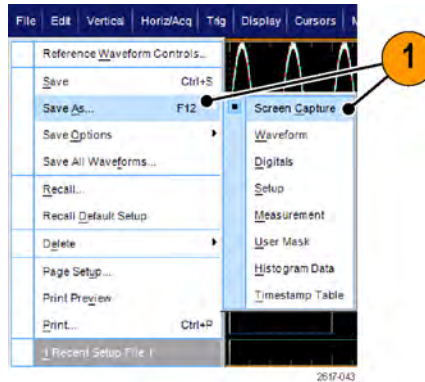 File Edit Vertical Horiz/Acq Trig Display Cursors
1
Reference Waveform Controls...
Save Ctrl+S
Save As... F12
Save Options
Save All Waveforms...
Recall...
Recall Default Setup
Delete
Page Setup...
Print Preview
Print... Ctrl+P
1 Recent Setup File 1
Screen Capture
Waveform
Digitals
Setup
Measurement
User Mask
Histogram Data
Timestamp Table
2617-043